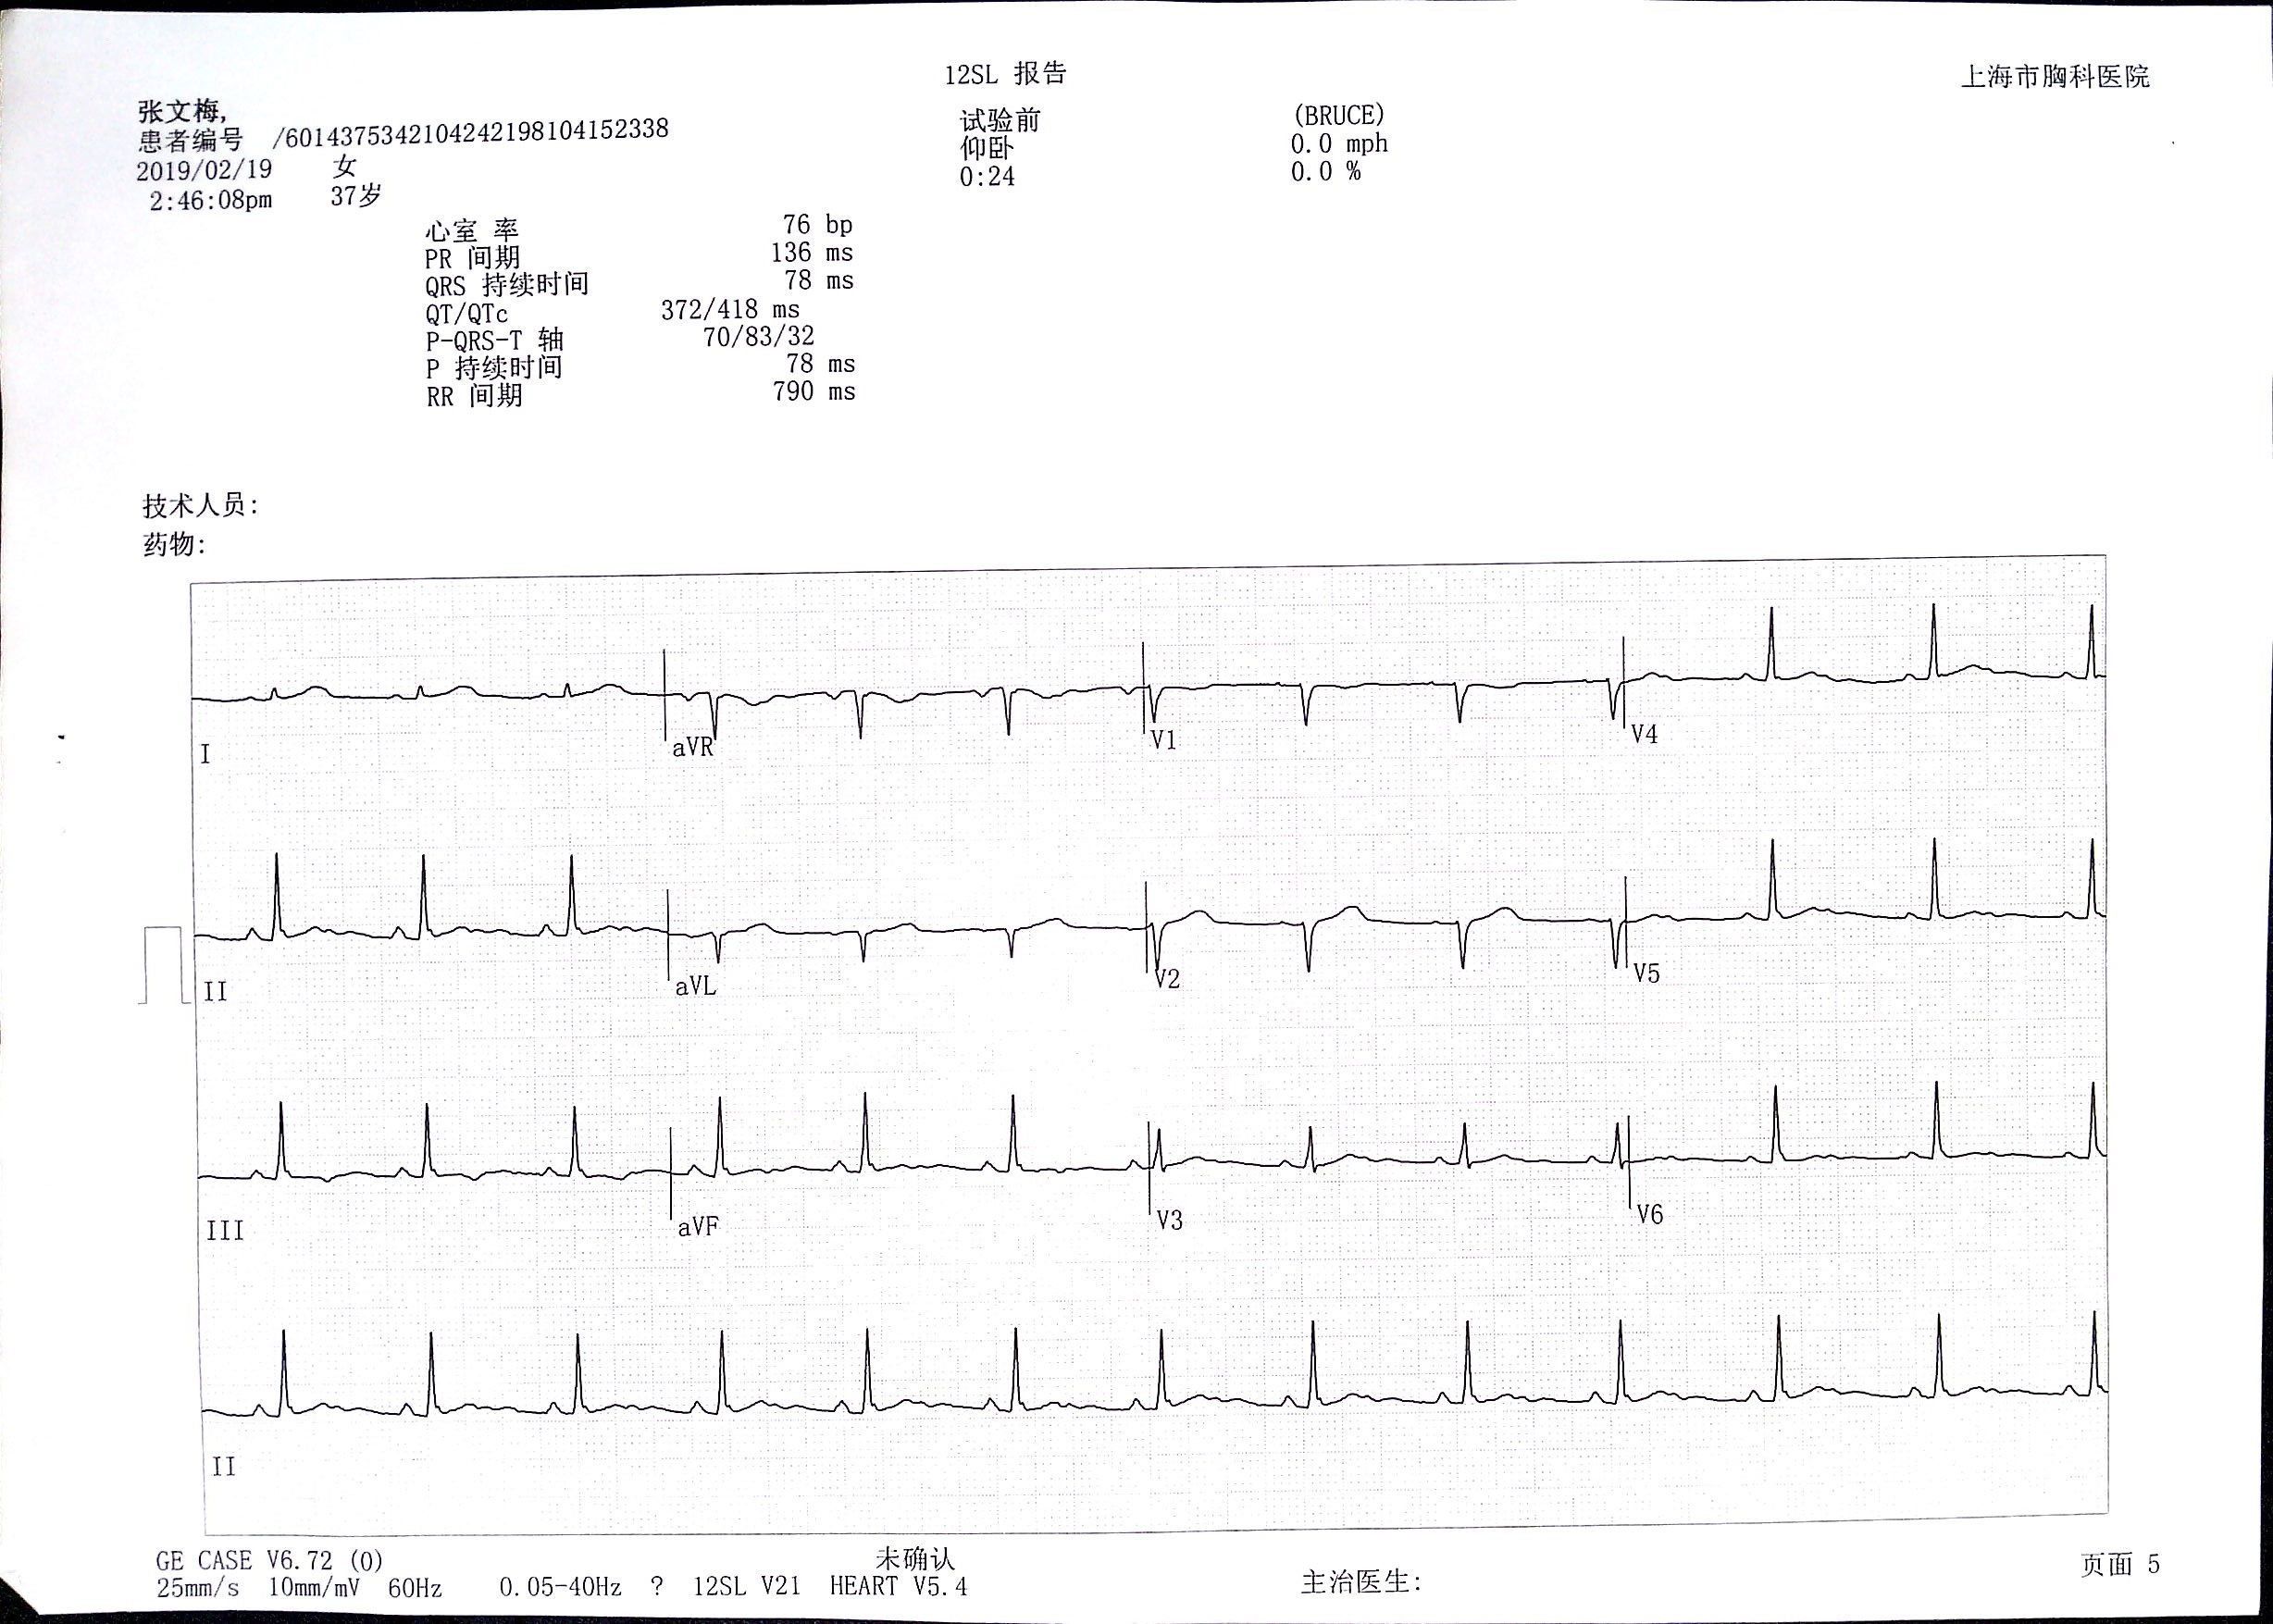 12SL 报告
上海市胸科医院
张文梅,
患者编号 /6014375342104242198104152338
2019/02/19 女
2:46:08pm 37岁
试验前
仰卧
0:24
(BRUCE)
0.0 mph
0.0 %
心室 率 76 bp
PR 间期 136 ms
QRS 持续时间 78 ms
QT/QTc 372/418 ms
P-QRS-T 轴 70/83/32
P 持续时间 78 ms
RR 间期 790 ms
技术人员:
药物:
I aVR V1 V4
II aVL V2 V5
III aVF V3 V6
II
GE CASE V6.72 (0)
未确认
页面 5
25mm/s 10mm/mV 60Hz 0.05-40Hz ? 12SL V21 HEART V5.4
主治医生: